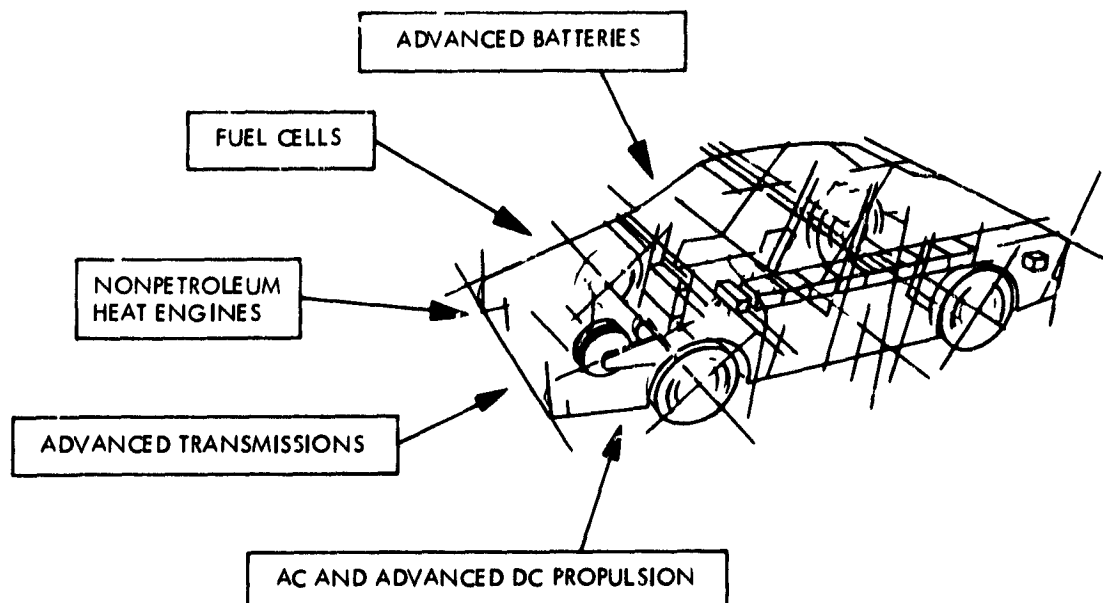 ADVANCED BATTERIES
FUEL CELLS
NONPETROLEUM
HEAT ENGINES
ADVANCED TRANSMISSIONS
AC AND ADVANCED DC PROPULSION